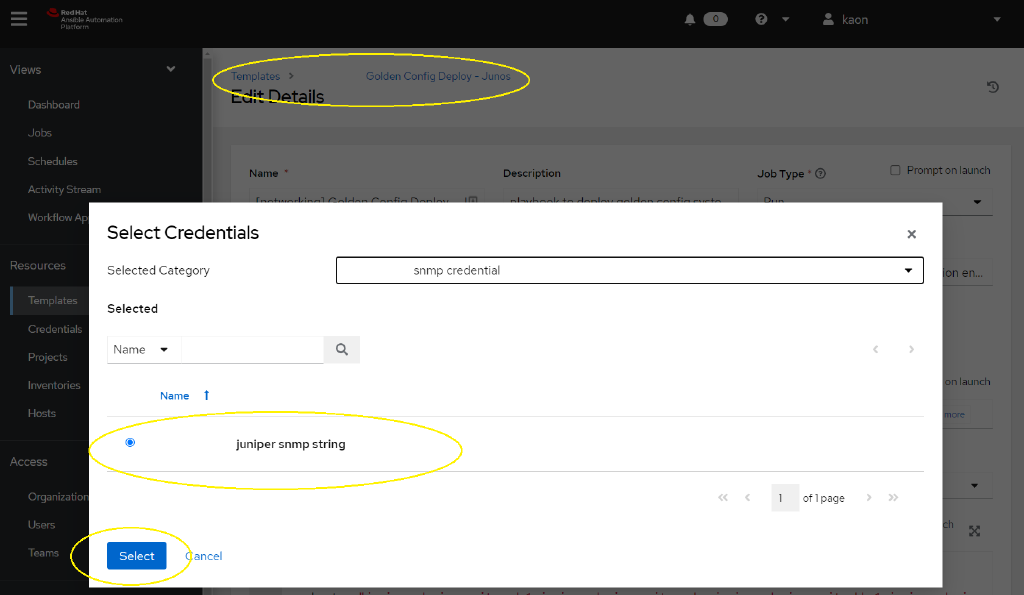 Red Hat
Ansible Automation
Platform
0
kaon
Views
Dashboard
Jobs
Schedules
Activity Stream
Workflow App
Resources
Templates
Credentials
Projects
Inventories
Hosts
Access
Organization
Users
Teams
Templates > Golden Config Deploy - Junos
Edit Details
Name *
Description
Job Type *
Prompt on launch
[networking] Golden Config Deploy
playbook to deploy golden config syste
Run
Select Credentials
Selected Category
snmp credential
ion en...
Selected
Name
on launch
Name
more
juniper snmp string
1 of 1 page
ch
Select
Cancel